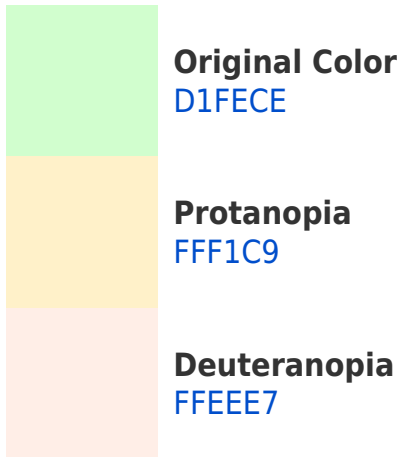 Original Color
D1FECE
Protanopia
FFF1C9
Deuteranopia
FFEEE7